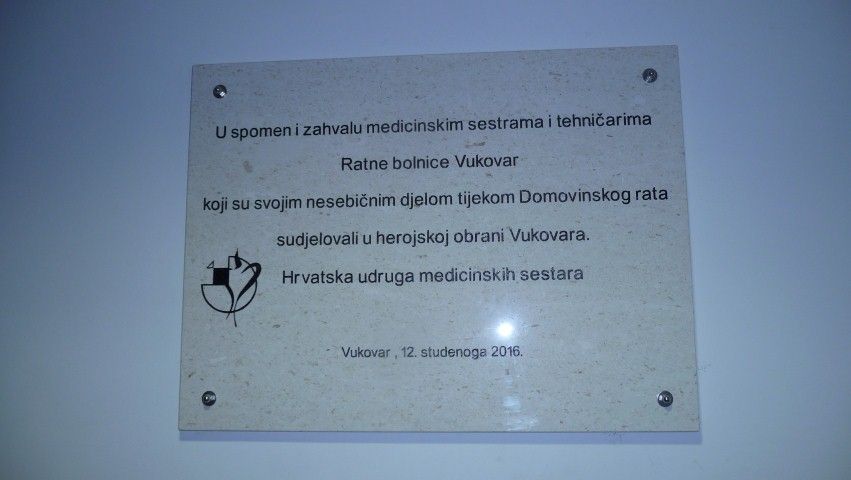 U spomen i zahvalu medicinskim sestrama i tehničarima
Ratne bolnice Vukovar
koji su svojim nesebičnim djelom tijekom Domovinskog rata
sudjelovali u herojskoj obrani Vukovara.
Hrvatska udruga medicinskih sestara
Vukovar , 12. studenoga 2016.